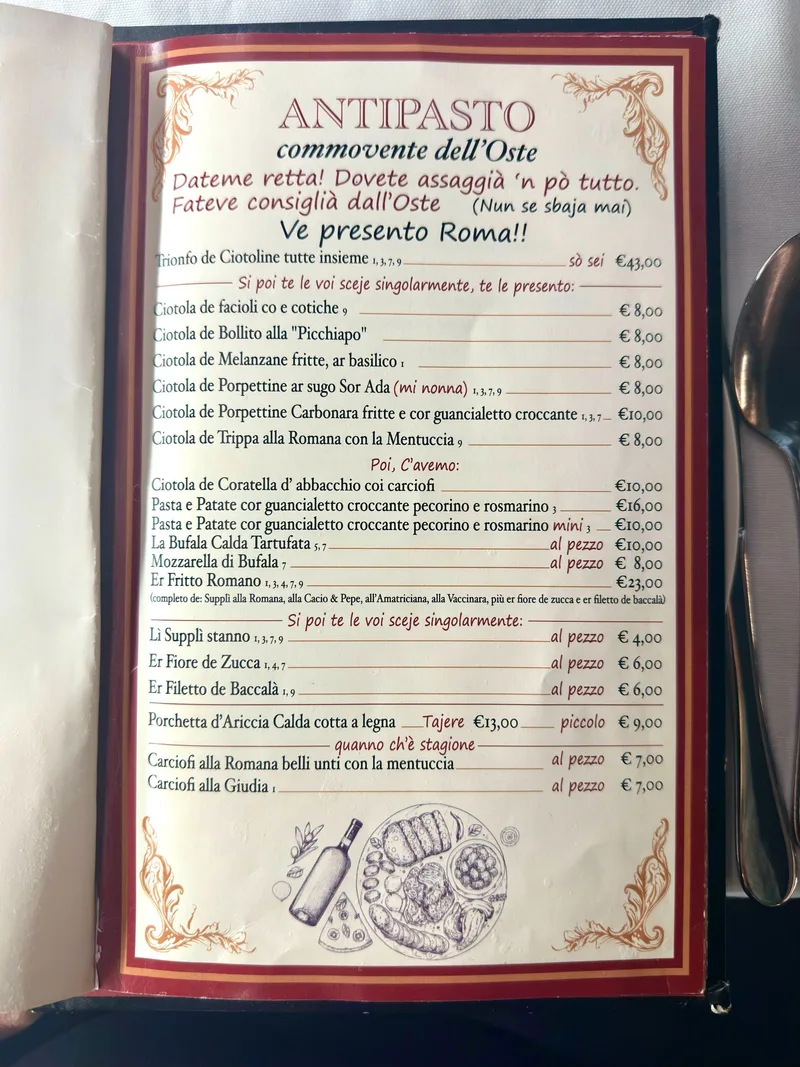 ANTIPASTO
commovente dell'Oste
Dateme retta! Dovete assaggià 'n pò tutto.
Fateve consiglià dall'Oste (Nun se sbaja mai)
Ve presento Roma!!
Trionfo de Ciotoline tutte insieme 1,3,7,9 sò sei €43,00
Si poi te le voi sceje singolarmente, te le presento:
Ciotola de facioli co e cotiche 9 € 8,00
Ciotola de Bollito alla "Picchiapo" € 8,00
Ciotola de Melanzane fritte, ar basilico 1 € 8,00
Ciotola de Porpettine ar sugo Sor Ada (mi nonna) 1,3,7,9 € 8,00
Ciotola de Porpettine Carbonara fritte e cor guancialetto croccante 1,3,7 €10,00
Ciotola de Trippa alla Romana con la Mentuccia 9 € 8,00
Poi, C'avemo:
Ciotola de Coratella d' abbacchio coi carciofi €10,00
Pasta e Patate cor guancialetto croccante pecorino e rosmarino 3 €16,00
Pasta e Patate cor guancialetto croccante pecorino e rosmarino mini 3 €10,00
La Bufala Calda Tartufata 5,7 al pezzo €10,00
Mozzarella di Bufala 7 al pezzo € 8,00
Er Fritto Romano 1,3,4,7,9 €23,00
(completo de: Supplì alla Romana, alla Cacio & Pepe, all'Amatriciana, alla Vaccinara, più er fiore de zucca e er filetto de baccalà)
Si poi te le voi sceje singolarmente:
Lì Supplì stanno 1,3,7,9 al pezzo € 4,00
Er Fiore de Zucca 1,4,7 al pezzo € 6,00
Er Filetto de Baccalà 1,9 al pezzo € 6,00
Porchetta d'Ariccia Calda cotta a legna Tajere €13,00 piccolo € 9,00
quanno ch'è stagione
Carciofi alla Romana belli unti con la mentuccia al pezzo € 7,00
Carciofi alla Giudia 1 al pezzo € 7,00